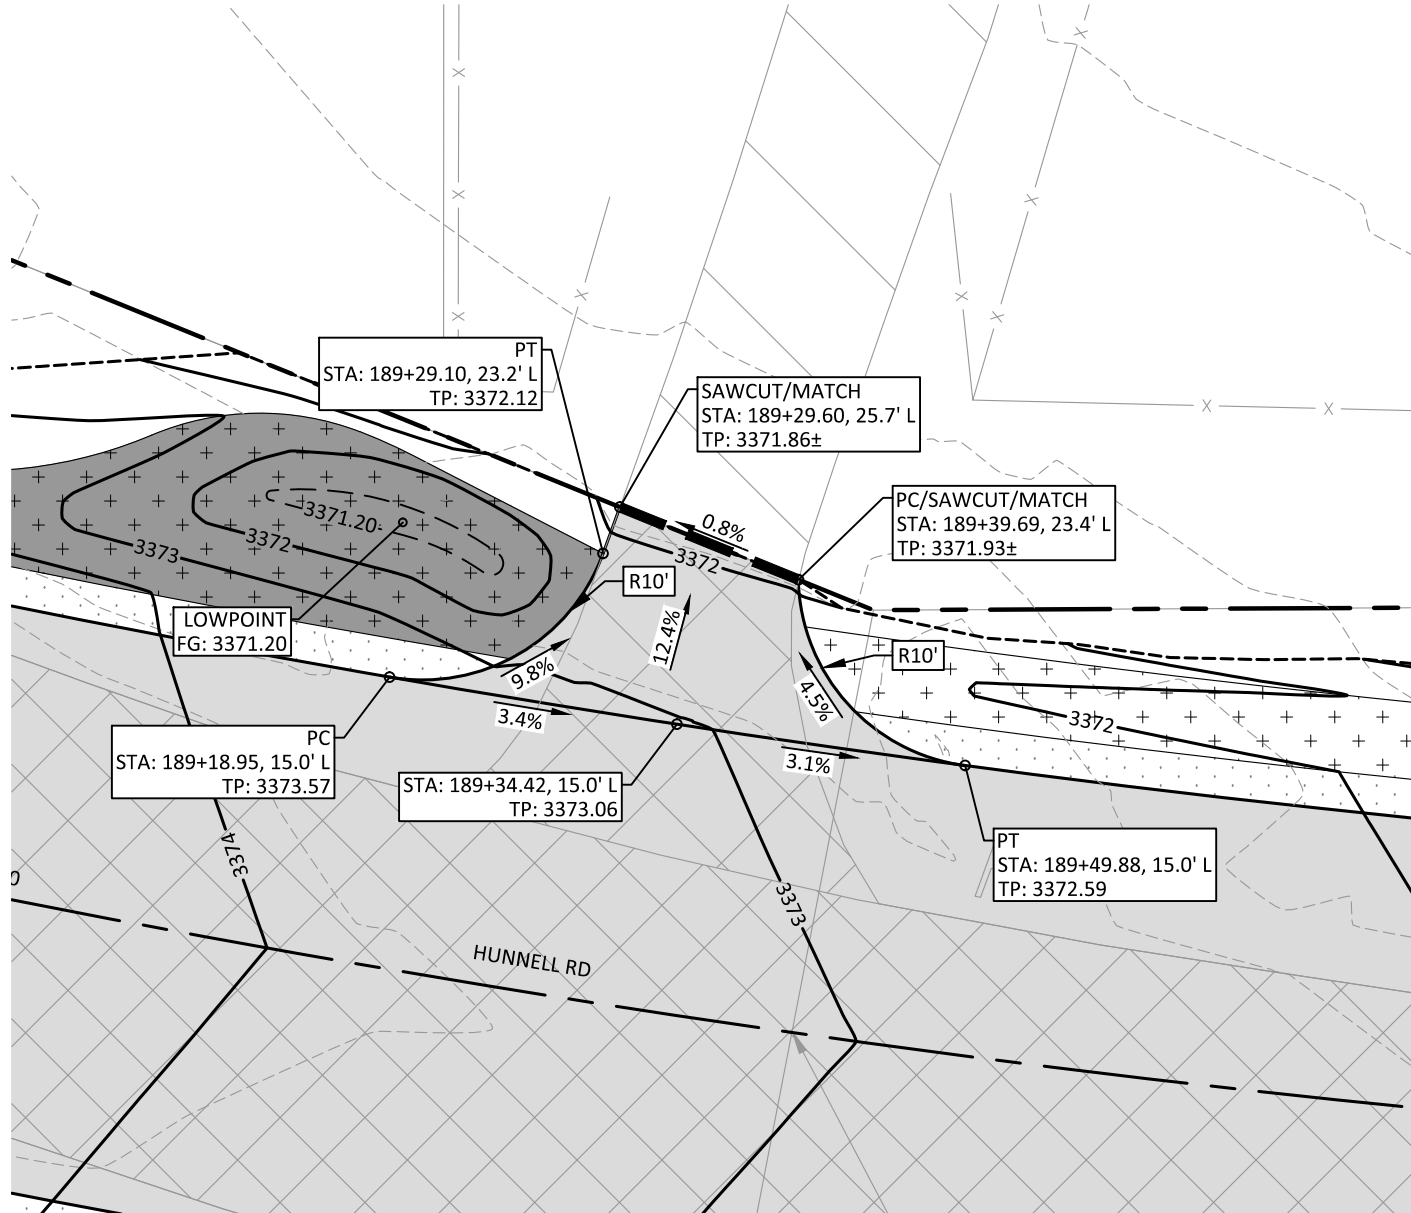 PT
STA: 189+29.10, 23.2' L
TP: 3372.12
SAWCUT/MATCH
STA: 189+29.60, 25.7' L
TP: 3371.86±
PC/SAWCUT/MATCH
STA: 189+39.69, 23.4' L
TP: 3371.93±
0.8%
3371.20
3372
3373
3372
R10'
LOWPOINT
FG: 3371.20
12.4%
R10'
9.8%
4.5%
3.4%
3372
PC
STA: 189+18.95, 15.0' L
TP: 3373.57
3.1%
STA: 189+34.42, 15.0' L
TP: 3373.06
PT
STA: 189+49.88, 15.0' L
TP: 3372.59
3374
0
3373
HUNNELL RD
X
X
X
X
X
X
X
X
X
X